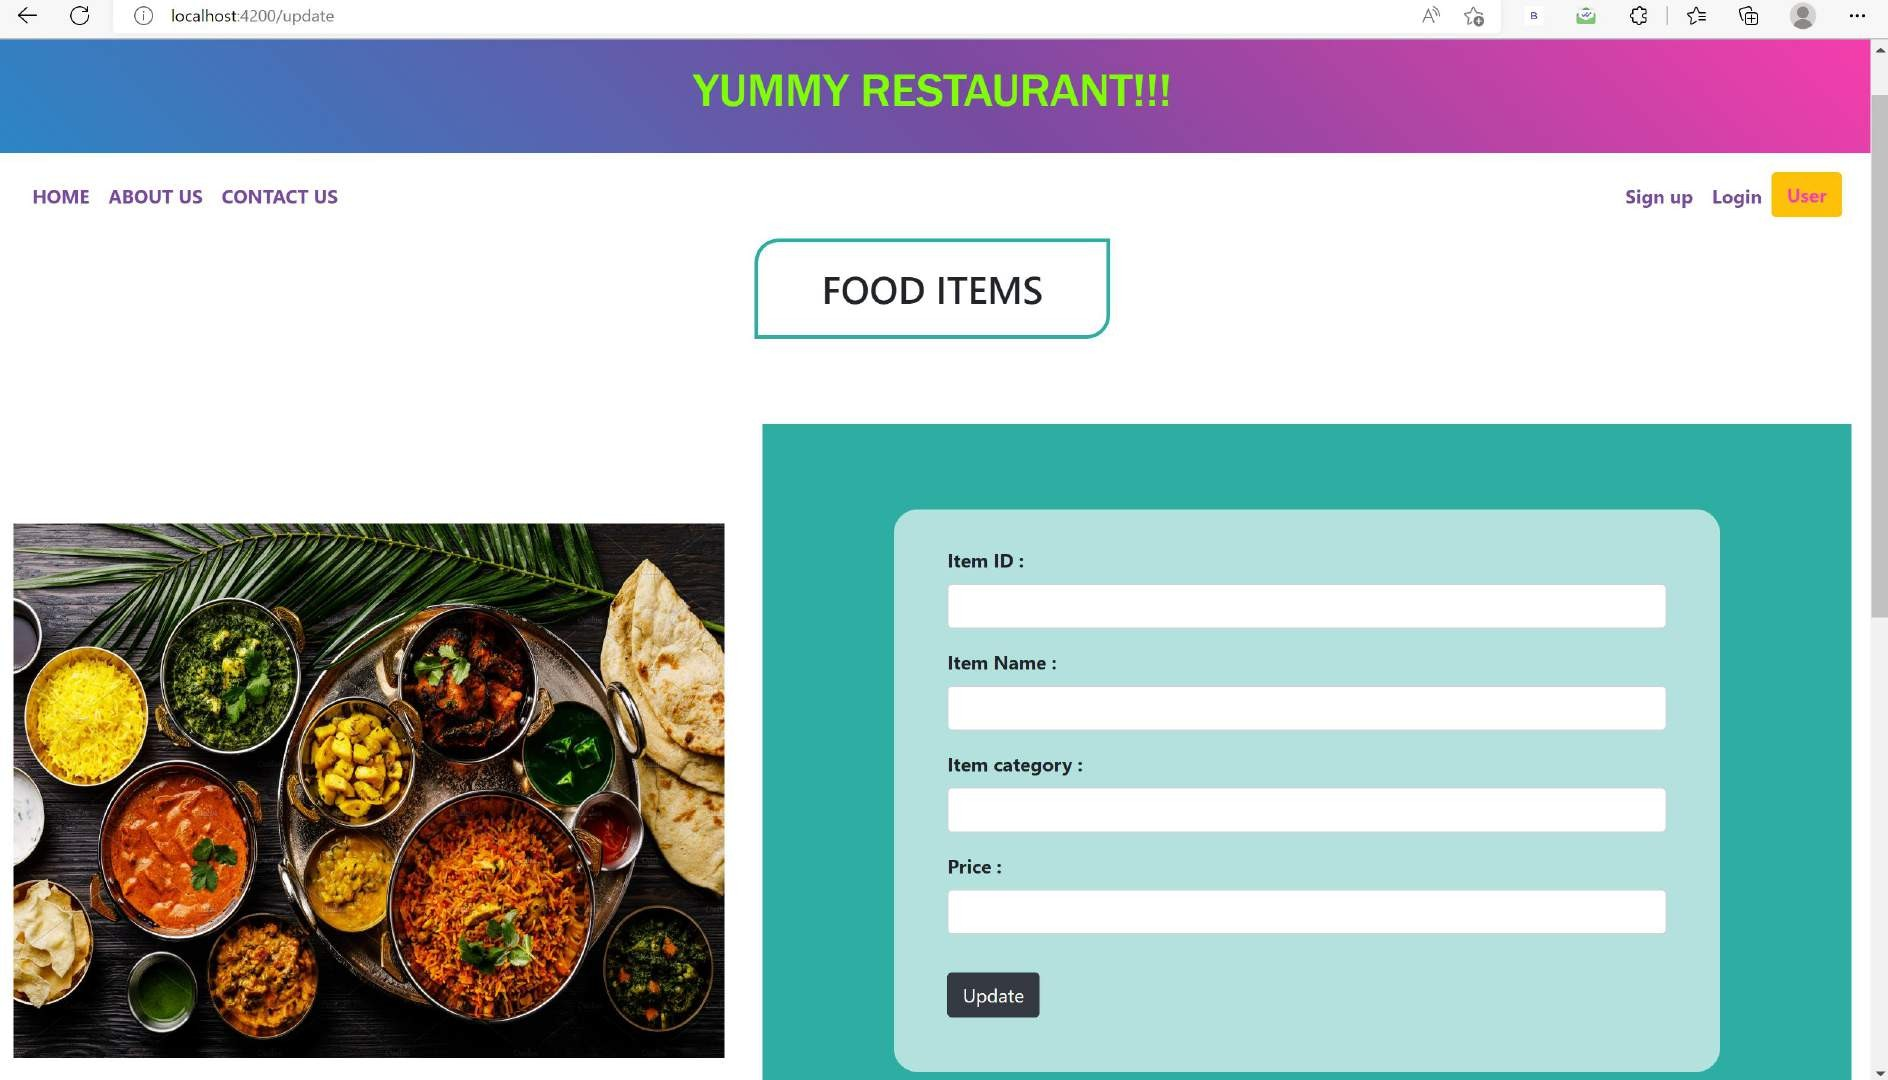 localhost:4200/update
YUMMY RESTAURANT!!!
HOME ABOUT US CONTACT US Sign up Login User
FOOD ITEMS
Item ID :
Item Name :
Item category :
Price :
Update